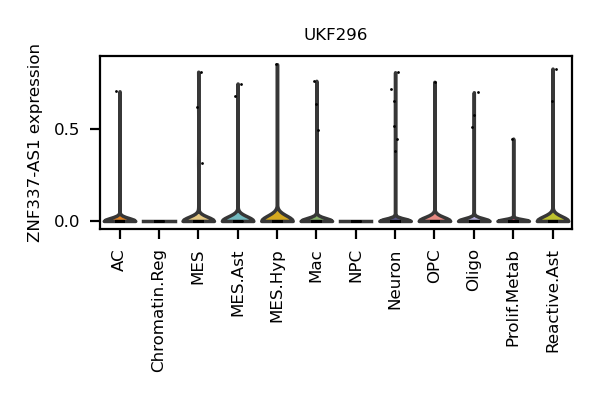 UKF296
ZNF337-AS1 expression
0.5
0.0
AC
Chromatin.Reg
MES
MES.Ast
MES.Hyp
Mac
NPC
Neuron
OPC
Oligo
Prolif.Metab
Reactive.Ast